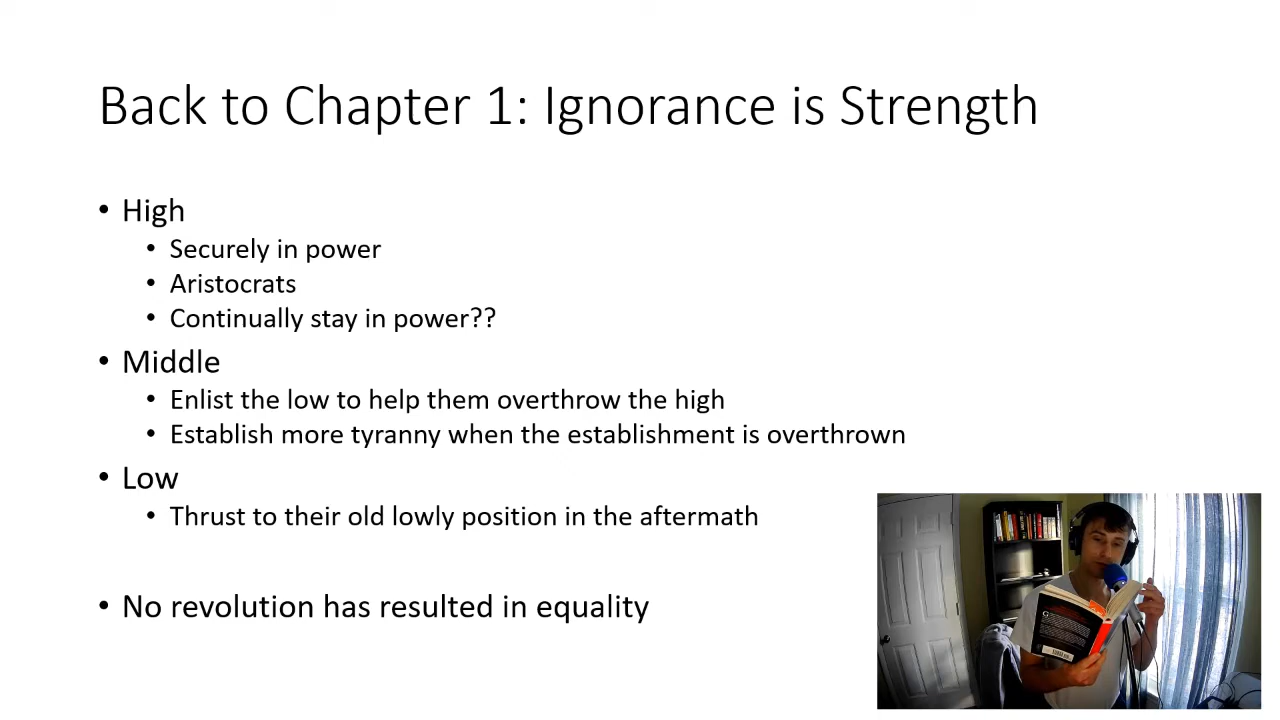 Back to Chapter 1: Ignorance is Strength
• High
• Securely in power
• Aristocrats
• Continually stay in power??
• Middle
• Enlist the low to help them overthrow the high
• Establish more tyranny when the establishment is overthrown
• Low
• Thrust to their old lowly position in the aftermath
• No revolution has resulted in equality